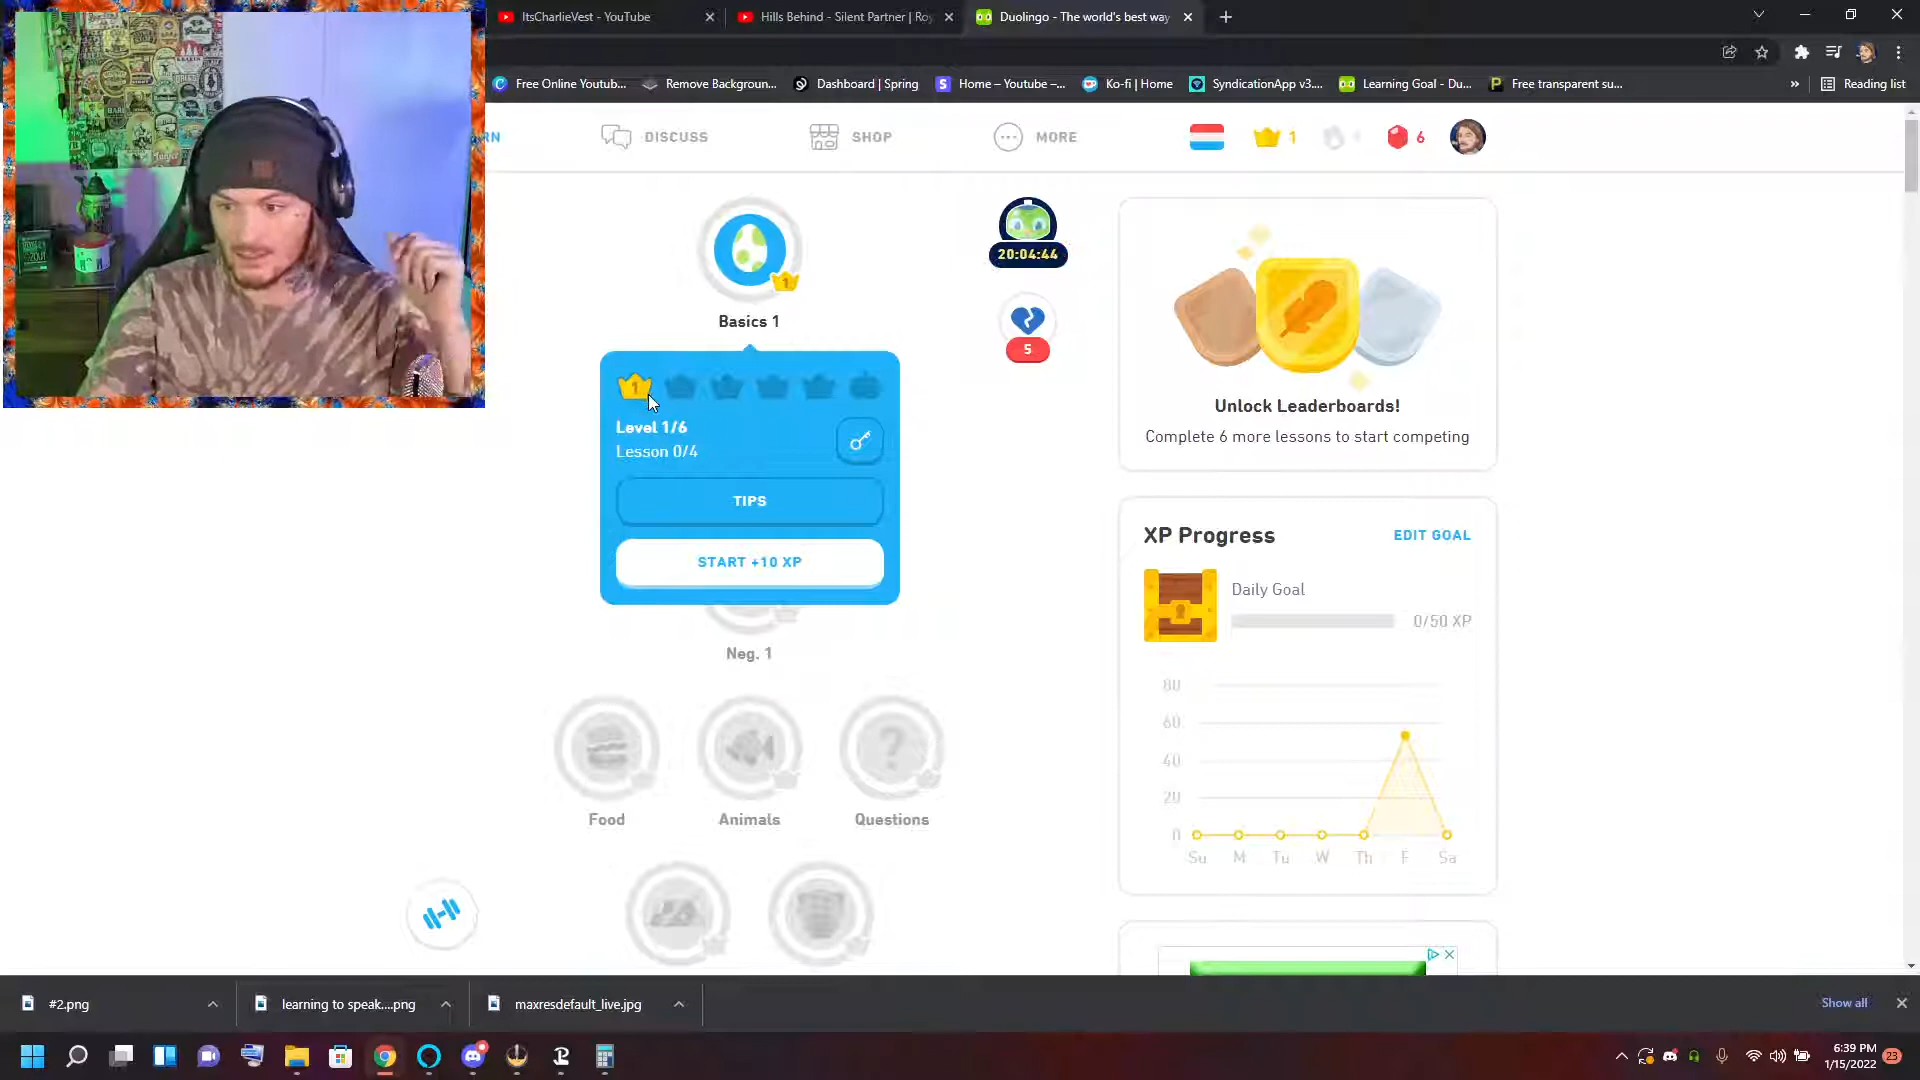 ItsCharlieVest - YouTube
Hills Behind - Silent Partner | Roy
Duolingo - The world's best way
Free Online Youtub...
Remove Backgroun...
Dashboard | Spring
Home – Youtube –...
Ko-fi | Home
SyndicationApp v3....
Learning Goal - Du...
Free transparent su...
»
Reading list
RN
DISCUSS
SHOP
MORE
1
6
1
Basics 1
20:04:44
5
1
Level 1/6
Lesson 0/4
TIPS
START +10 XP
Neg. 1
Food
Animals
Questions
Unlock Leaderboards!
Complete 6 more lessons to start competing
XP Progress
EDIT GOAL
Daily Goal
0/50 XP
80
60
40
20
0
Su M Tu W Th F Sa
#2.png
learning to speak....png
maxresdefault_live.jpg
Show all
6:39 PM
1/15/2022
23